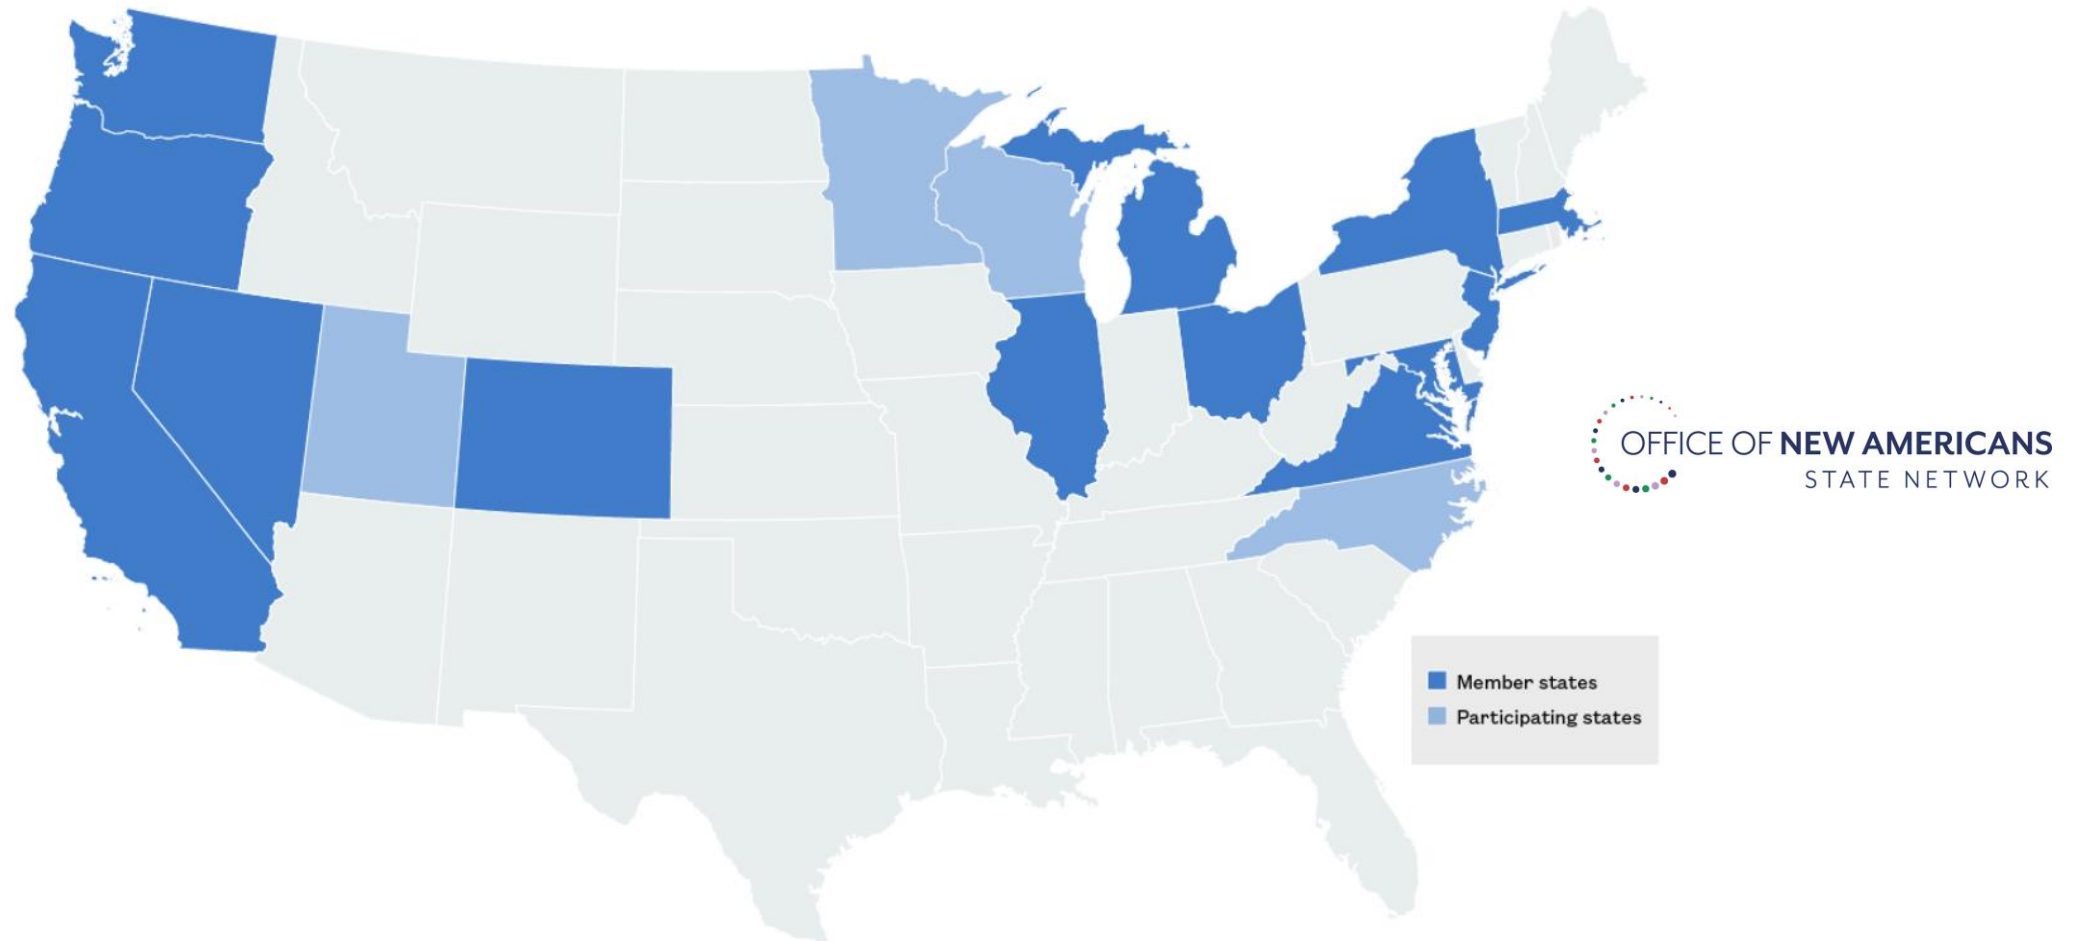 OFFICE OF NEW AMERICANS
STATE NETWORK
Member states
Participating states